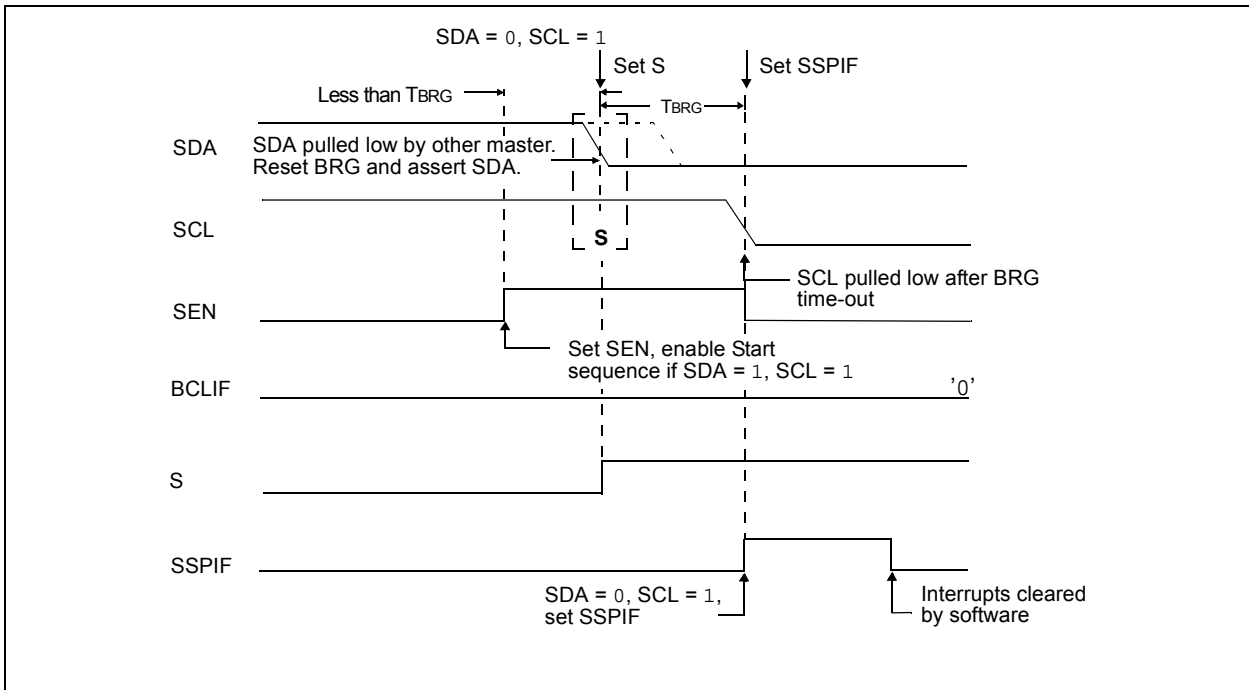 SDA = 0, SCL = 1
Set S
Set SSPIF
Less than TBRG
TBRG
SDA
SDA pulled low by other master.
Reset BRG and assert SDA.
SCL
S
SCL pulled low after BRG
time-out
SEN
Set SEN, enable Start
sequence if SDA = 1, SCL = 1
BCLIF
'0'
S
SSPIF
SDA = 0, SCL = 1,
set SSPIF
Interrupts cleared
by software